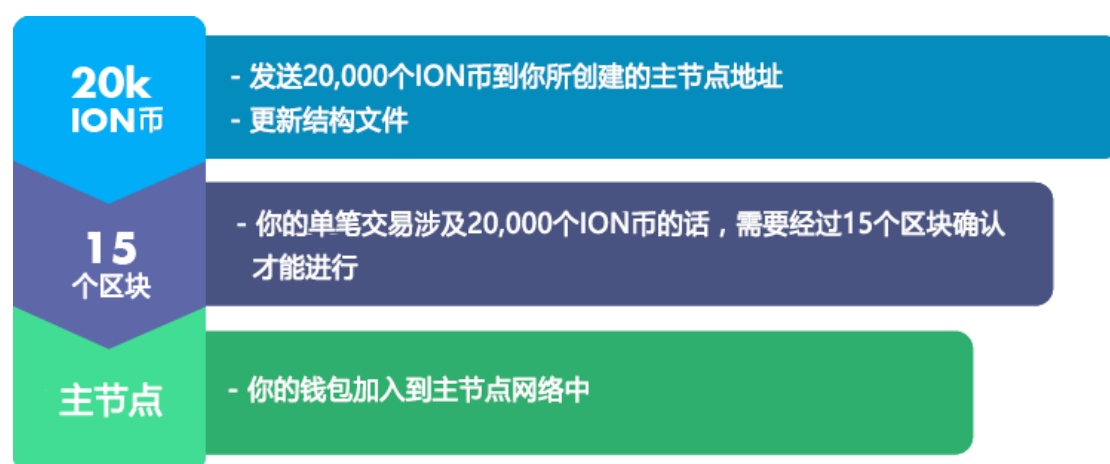 20k
ION币
- 发送20,000个ION币到你所创建的主节点地址
- 更新结构文件
15
个区块
- 你的单笔交易涉及20,000个ION币的话，需要经过15个区块确认
才能进行
主节点
- 你的钱包加入到主节点网络中